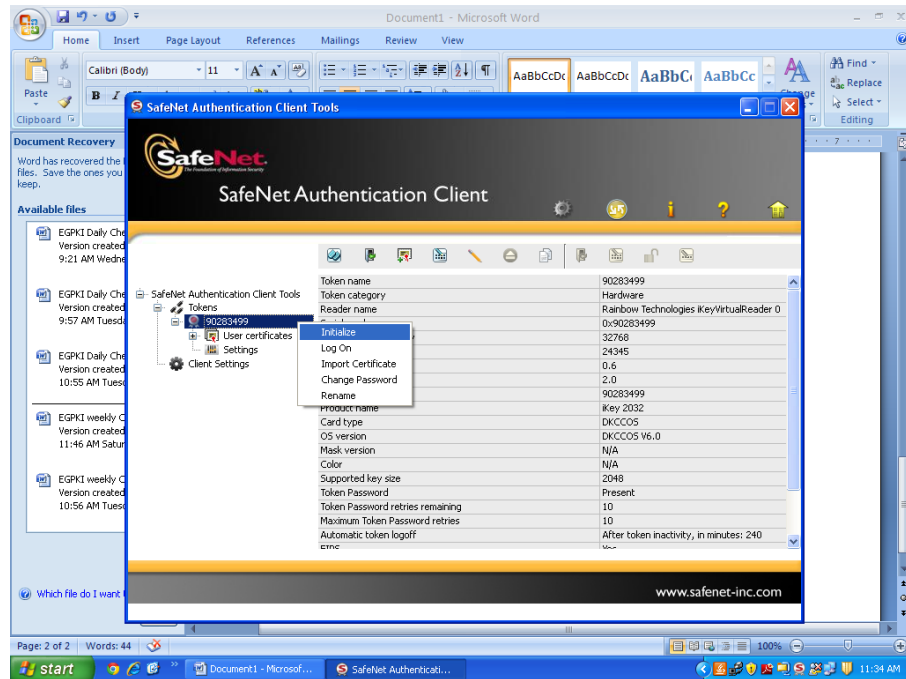 Document1 - Microsoft Word
Home Insert Page Layout References Mailings Review View
Calibri (Body) 11 A A
Paste
B I
AaBbCcDc AaBbCcDc AaBbC AaBbCc
Find
Replace
Select
Clipboard
Editing
SafeNet Authentication Client Tools
Document Recovery
Word has recovered the
files. Save the ones you
keep.
Available files
EGPKI Daily Che
Version created
9:21 AM Wedne
EGPKI Daily Che
Version created
9:57 AM Tuesda
EGPKI Daily Che
Version created
10:55 AM Tuesd
EGPKI weekly C
Version created
11:46 AM Satur
EGPKI weekly C
Version created
10:56 AM Tuesd
Which file do I want
SafeNet.
The Foundation of Information Security
SafeNet Authentication Client
SafeNet Authentication Client Tools
Tokens
90283499
User certificates
Settings
Client Settings
Initialize
Log On
Import Certificate
Change Password
Rename
Token name 90283499
Token category Hardware
Reader name Rainbow Technologies iKeyVirtualReader 0
0x90283499
32768
24345
0.6
2.0
90283499
Product name iKey 2032
Card type DKCCOS
OS version DKCCOS V6.0
Mask version N/A
Color N/A
Supported key size 2048
Token Password Present
Token Password retries remaining 10
Maximum Token Password retries 10
Automatic token logoff After token inactivity, in minutes: 240
FIPS Yes
www.safenet-inc.com
Page: 2 of 2 Words: 44 100%
start Document1 - Microsof... SafeNet Authenticati... 11:34 AM